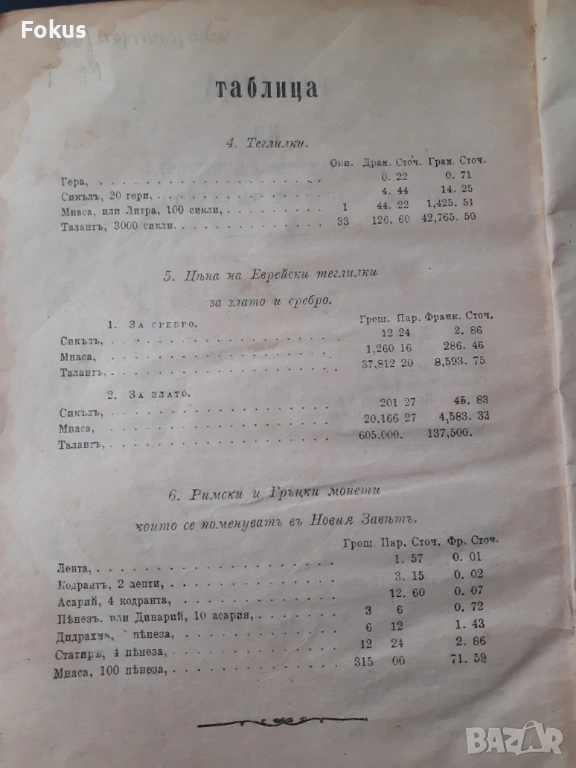 Fokus
таблица
4. Теглилки.
Оки. Драм. Сточ. Грам. Сточ.
Гера, 0. 22 0. 71
Сикълъ, 20 гери, 4. 44 14. 25
Мнаса, или Литра, 100 сикли, 1 44. 22 1,425. 51
Талантъ, 3000 сикли. 33 126. 60 42,765. 50
5. Цѣна на Еврейски теглилки
за злато и сребро.
1. За сребро. Грош. Пар. Франк. Сточ.
Сикълъ, 12 24 2. 86
Мнаса, 1,260 16 286. 46
Талантъ, 37,812 20 8,593. 75
2. За злато.
Сикълъ, 201 27 45. 83
Мнаса, 20,166 27 4,583. 33
Талантъ, 605,000. 137,500.
6. Римски и Гръцки монети
които се поменуватъ въ Новия Завѣтъ.
Грош Пар. Сточ. Фр. Сточ.
Лепта, 1. 57 0. 01
Кодрантъ, 2 лепти, 3. 15 0. 02
Асарий, 4 кодранта, 12. 60 0. 07
Пѣнезъ или Динарий, 10 асария, 3 6 0. 72
Дидрахма, пѣнеза, 6 12 1. 43
Статиръ, 4 пѣнеза, 12 24 2. 86
Мнаса, 100 пѣнеза, 315 00 71. 59
BAZAR